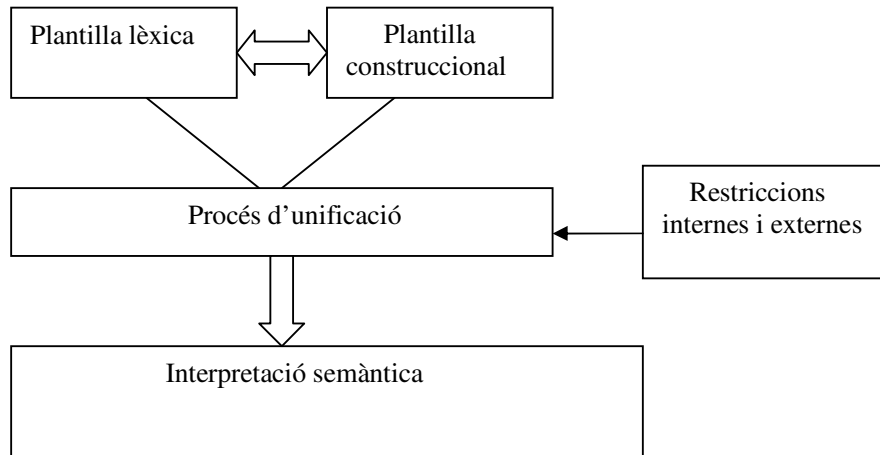 Plantilla lèxica
Plantilla
construccional
Procés d’unificació
Restriccions
internes i externes
Interpretació semàntica